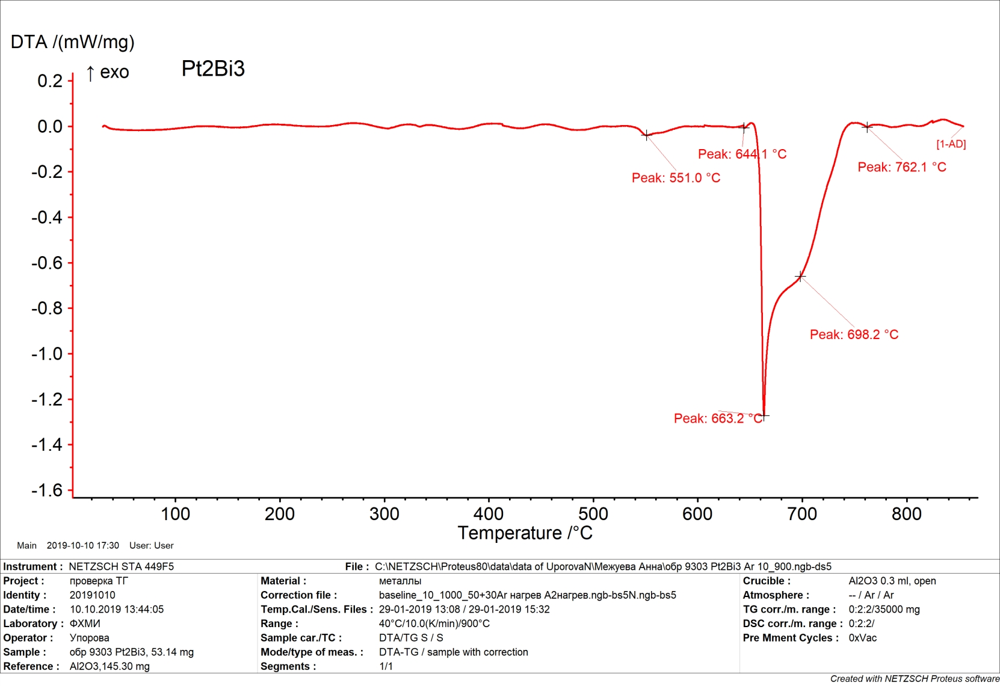 DTA /(mW/mg)
↑ exo
Pt2Bi3
0.2
0.0
-0.2
-0.4
-0.6
-0.8
-1.0
-1.2
-1.4
-1.6
[1-AD]
Peak: 644.1 °C
Peak: 762.1 °C
Peak: 551.0 °C
Peak: 698.2 °C
Peak: 663.2 °C
100 200 300 400 500 600 700 800
Temperature /°C
Main 2019-10-10 17:30 User: User
Instrument : NETZSCH STA 449F5 File : C:\NETZSCH\Proteus80\data\data of UporovaN\Межуева Анна\обр 9303 Pt2Bi3 Ar 10_900.ngb-ds5
Project : проверка ТГ Material : металлы Crucible : Al2O3 0.3 ml, open
Identity : 20191010 Correction file : baseline_10_1000_50+30Ar нагрев А2нагрев.ngb-bs5N.ngb-bs5 Atmosphere : -- / Ar / Ar
Date/time : 10.10.2019 13:44:05 Temp.Cal./Sens. Files : 29-01-2019 13:08 / 29-01-2019 15:32 TG corr./m. range : 0:2:2/35000 mg
Laboratory : ФХМИ Range : 40°C/10.0(K/min)/900°C DSC corr./m. range : 0:2:2/
Operator : Упорова Sample car./TC : DTA/TG S / S Pre Mment Cycles : 0xVac
Sample : обр 9303 Pt2Bi3, 53.14 mg Mode/type of meas. : DTA-TG / sample with correction
Reference : Al2O3,145.30 mg Segments : 1/1
Created with NETZSCH Proteus software